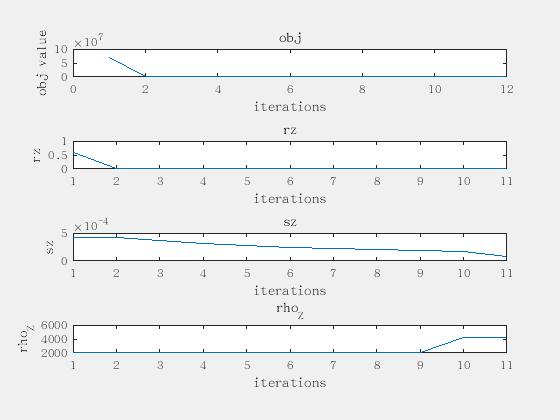 obj
×10^7
10
5
0
obj value
0 2 4 6 8 10 12
iterations
rz
1
0.5
0
rz
1 2 3 4 5 6 7 8 9 10 11
iterations
sz
×10^-4
5
0
sz
1 2 3 4 5 6 7 8 9 10 11
iterations
rho_z
6000
4000
2000
rho_z
1 2 3 4 5 6 7 8 9 10 11
iterations